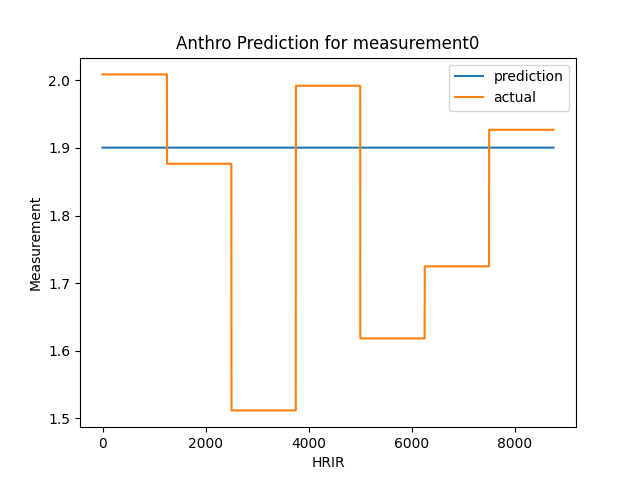 Anthro Prediction for measurement0
prediction
actual
Measurement
2.0
1.9
1.8
1.7
1.6
1.5
0
2000
4000
6000
8000
HRIR